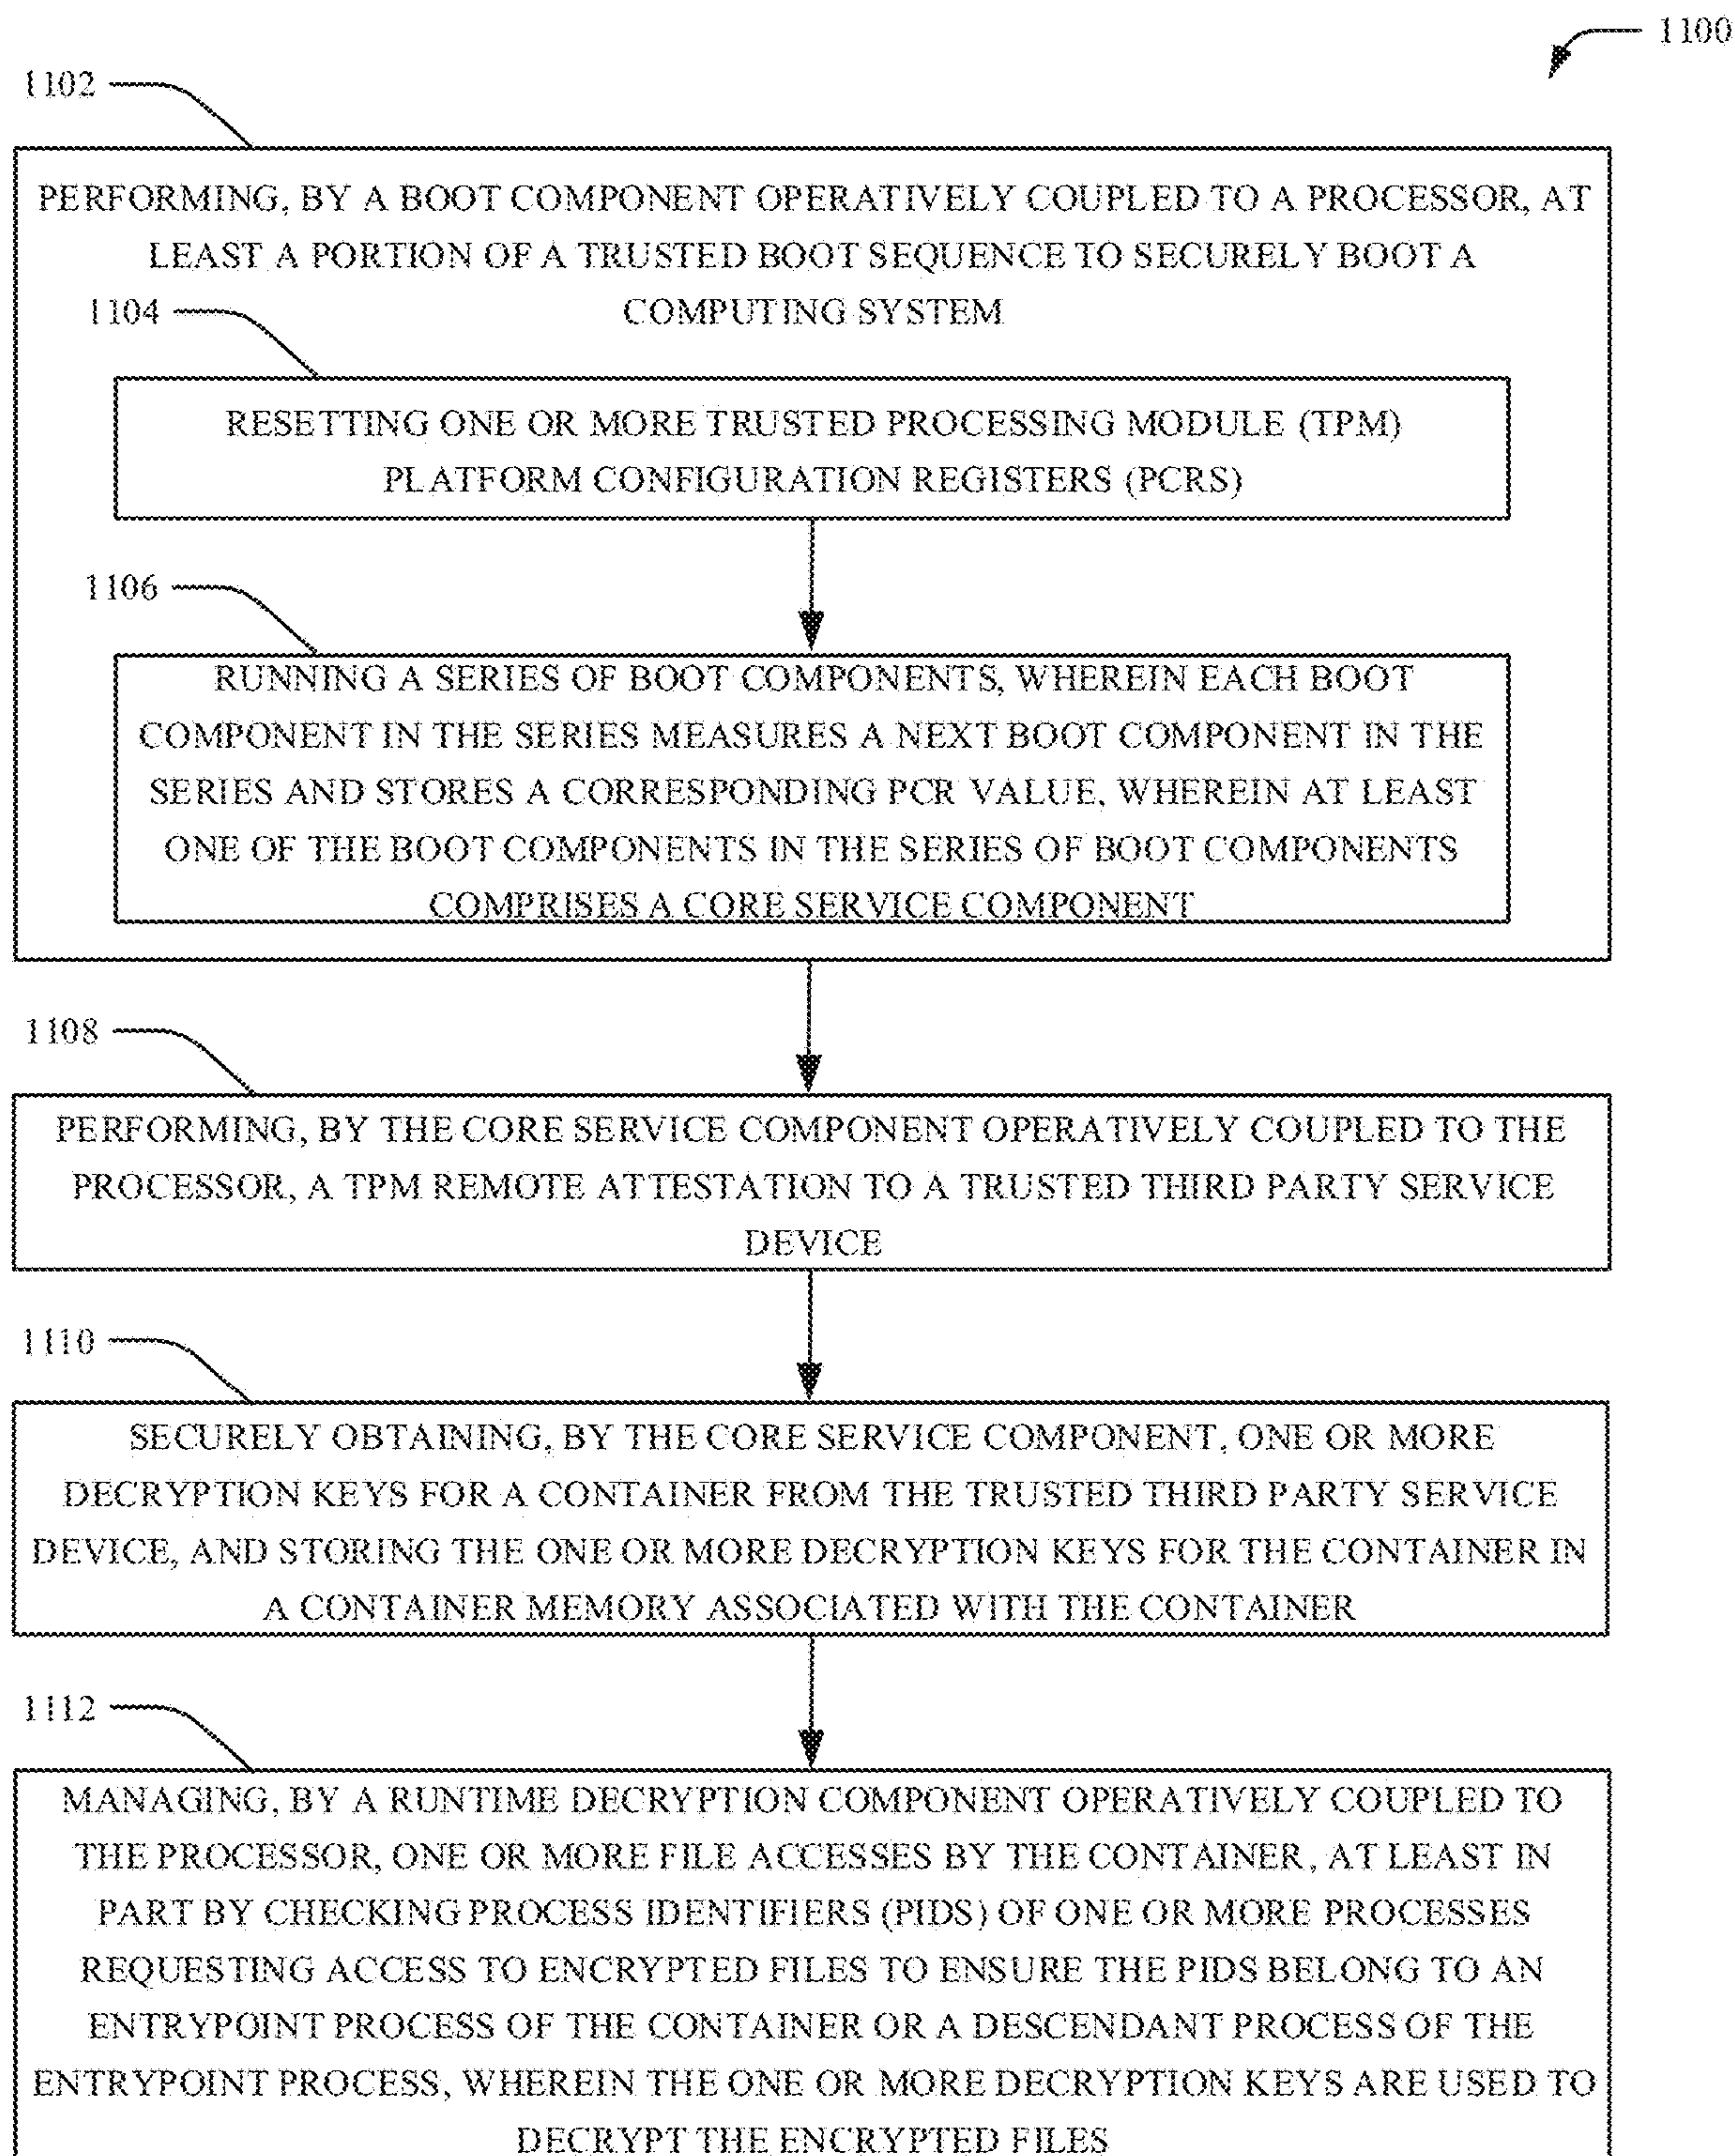 1100
1102
PERFORMING, BY A BOOT COMPONENT OPERATIVELY COUPLED TO A PROCESSOR, AT
LEAST A PORTION OF A TRUSTED BOOT SEQUENCE TO SECURELY BOOT A
COMPUTING SYSTEM
1104
RESETTING ONE OR MORE TRUSTED PROCESSING MODULE (TPM)
PLATFORM CONFIGURATION REGISTERS (PCRS)
1106
RUNNING A SERIES OF BOOT COMPONENTS, WHEREIN EACH BOOT
COMPONENT IN THE SERIES MEASURES A NEXT BOOT COMPONENT IN THE
SERIES AND STORES A CORRESPONDING PCR VALUE, WHEREIN AT LEAST
ONE OF THE BOOT COMPONENTS IN THE SERIES OF BOOT COMPONENTS
COMPRISES A CORE SERVICE COMPONENT
1108
PERFORMING, BY THE CORE SERVICE COMPONENT OPERATIVELY COUPLED TO THE
PROCESSOR, A TPM REMOTE ATTESTATION TO A TRUSTED THIRD PARTY SERVICE
DEVICE
1110
SECURELY OBTAINING, BY THE CORE SERVICE COMPONENT, ONE OR MORE
DECRYPTION KEYS FOR A CONTAINER FROM THE TRUSTED THIRD PARTY SERVICE
DEVICE, AND STORING THE ONE OR MORE DECRYPTION KEYS FOR THE CONTAINER IN
A CONTAINER MEMORY ASSOCIATED WITH THE CONTAINER
1112
MANAGING, BY A RUNTIME DECRYPTION COMPONENT OPERATIVELY COUPLED TO
THE PROCESSOR, ONE OR MORE FILE ACCESSES BY THE CONTAINER, AT LEAST IN
PART BY CHECKING PROCESS IDENTIFIERS (PIDS) OF ONE OR MORE PROCESSES
REQUESTING ACCESS TO ENCRYPTED FILES TO ENSURE THE PIDS BELONG TO AN
ENTRYPOINT PROCESS OF THE CONTAINER OR A DESCENDANT PROCESS OF THE
ENTRYPOINT PROCESS, WHEREIN THE ONE OR MORE DECRYPTION KEYS ARE USED TO
DECRYPT THE ENCRYPTED FILES